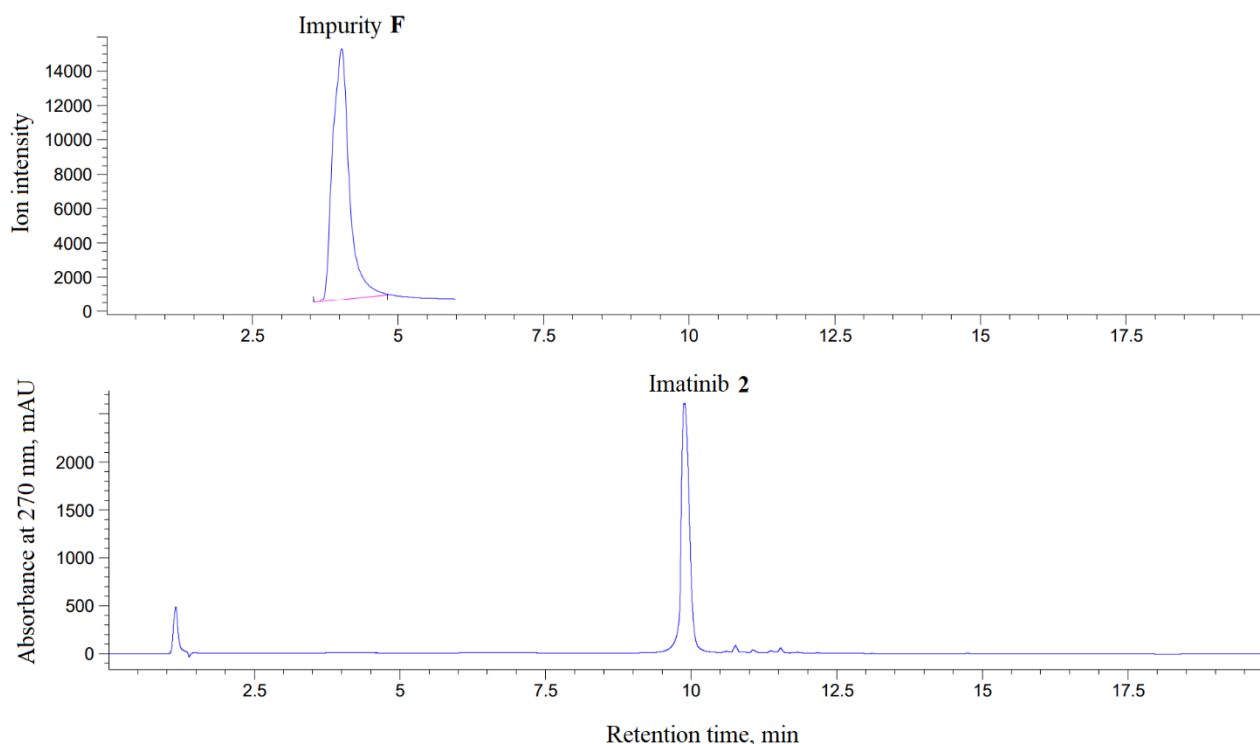 Impurity F
Ion intensity
14000
12000
10000
8000
6000
4000
2000
0
2.5 5 7.5 10 12.5 15 17.5
Imatinib 2
Absorbance at 270 nm, mAU
2000
1500
1000
500
0
2.5 5 7.5 10 12.5 15 17.5
Retention time, min